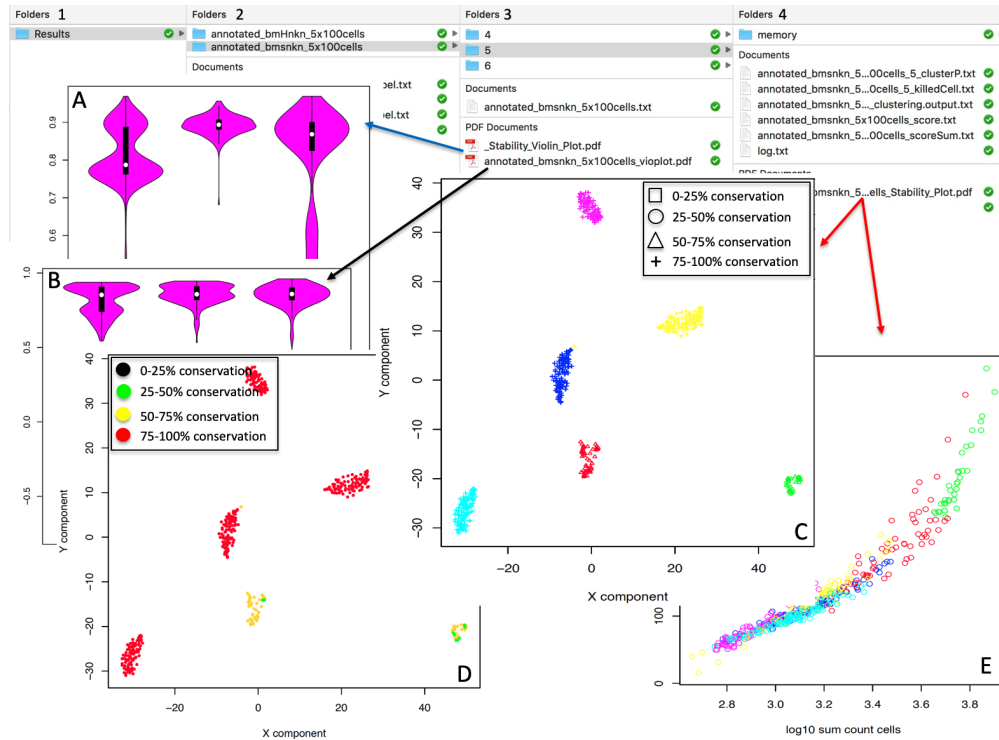 Folders 1
Results
Folders 2
annotated_bmHnkn_5x100cells
annotated_bmsnkn_5x100cells
Documents
bel.txt
bel.txt
Folders 3
4
5
6
Documents
annotated_bmsnkn_5x100cells.txt
PDF Documents
_Stability_Violin_Plot.pdf
annotated_bmsnkn_5x100cells_vioplot.pdf
Folders 4
memory
Documents
annotated_bmsnkn_5...00cells_5_clusterP.txt
annotated_bmsnkn_5...0cells_5_killedCell.txt
annotated_bmsnkn_5..._clustering.output.txt
annotated_bmsnkn_5x100cells_score.txt
annotated_bmsnkn_5...00cells_scoreSum.txt
log.txt
PDF Documents
bmsnkn_5...ells_Stability_Plot.pdf
A
0.9
0.8
0.7
0.6
B
1.0
0.5
0.0
-0.5
0-25% conservation
25-50% conservation
50-75% conservation
75-100% conservation
C
Y component
40
30
20
10
0
-10
-20
-30
-20 0 20 40
X component
0-25% conservation
25-50% conservation
50-75% conservation
75-100% conservation
D
Y component
40
30
20
10
0
-10
-20
-30
-20 0 20 40
X component
E
100
0
2.8 3.0 3.2 3.4 3.6 3.8
log10 sum count cells